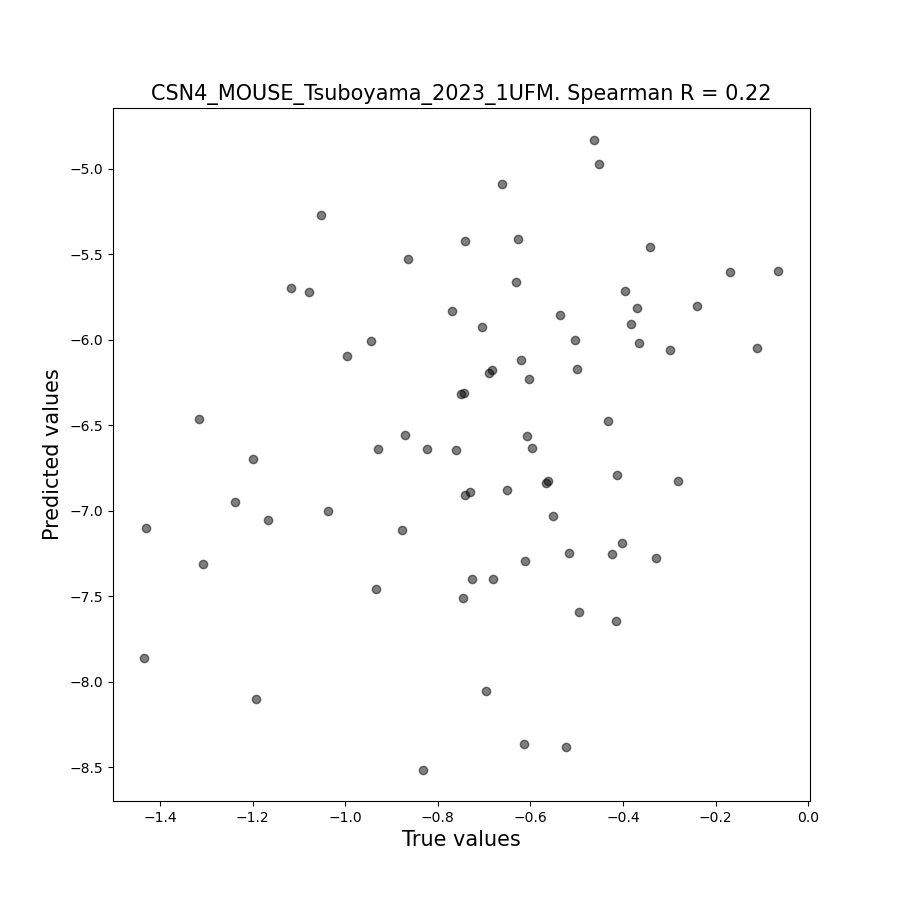 CSN4_MOUSE_Tsuboyama_2023_1UFM. Spearman R = 0.22
Predicted values
−5.0
−5.5
−6.0
−6.5
−7.0
−7.5
−8.0
−8.5
−1.4 −1.2 −1.0 −0.8 −0.6 −0.4 −0.2 0.0
True values